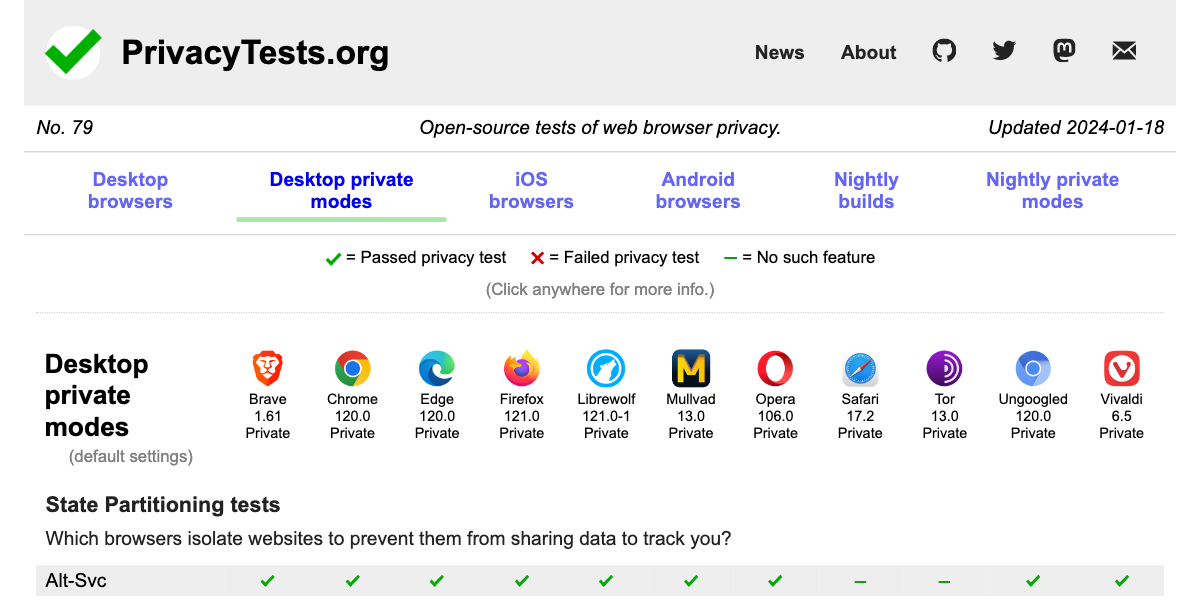 PrivacyTests.org
News About
No. 79 Open-source tests of web browser privacy. Updated 2024-01-18
Desktop browsers
Desktop private modes
iOS browsers
Android browsers
Nightly builds
Nightly private modes
= Passed privacy test = Failed privacy test = No such feature
(Click anywhere for more info.)
Desktop
private
modes
(default settings)
Brave
1.61
Private
Chrome
120.0
Private
Edge
120.0
Private
Firefox
121.0
Private
Librewolf
121.0-1
Private
Mullvad
13.0
Private
Opera
106.0
Private
Safari
17.2
Private
Tor
13.0
Private
Ungoogled
120.0
Private
Vivaldi
6.5
Private
State Partitioning tests
Which browsers isolate websites to prevent them from sharing data to track you?
Alt-Svc